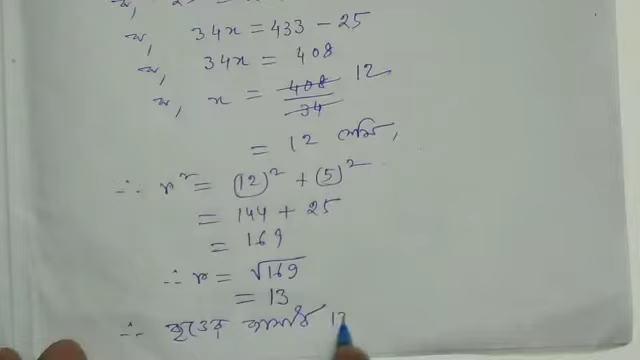 বা, 34x = 433 - 25
বা, 34x = 408
বা, x = 408/34 12
= 12 সেমি,
∴ r² = (12)² + (5)²
= 144 + 25
= 169
∴ r = √169
= 13
∴ বৃত্তের ব্যাসার্ধ 13